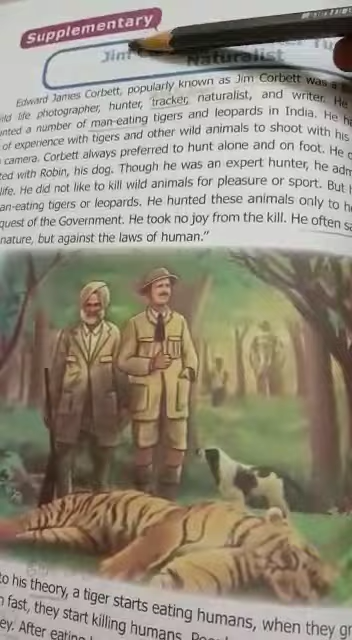 Supplementary
Jim
Naturalist
Edward James Corbett, popularly known as Jim Corbett was a
life photographer, hunter, tracker, naturalist, and writer. He
a number of man-eating tigers and leopards in India. He
of experience with tigers and other wild animals to shoot with his
camera. Corbett always preferred to hunt alone and on foot. He
with Robin, his dog. Though he was an expert hunter, he
life. He did not like to kill wild animals for pleasure or sport. But
an-eating tigers or leopards. He hunted these animals only to
quest of the Government. He took no joy from the kill. He often
nature, but against the laws of human."
to his theory, a tiger starts eating humans, when they
fast, they start killing humans.
After